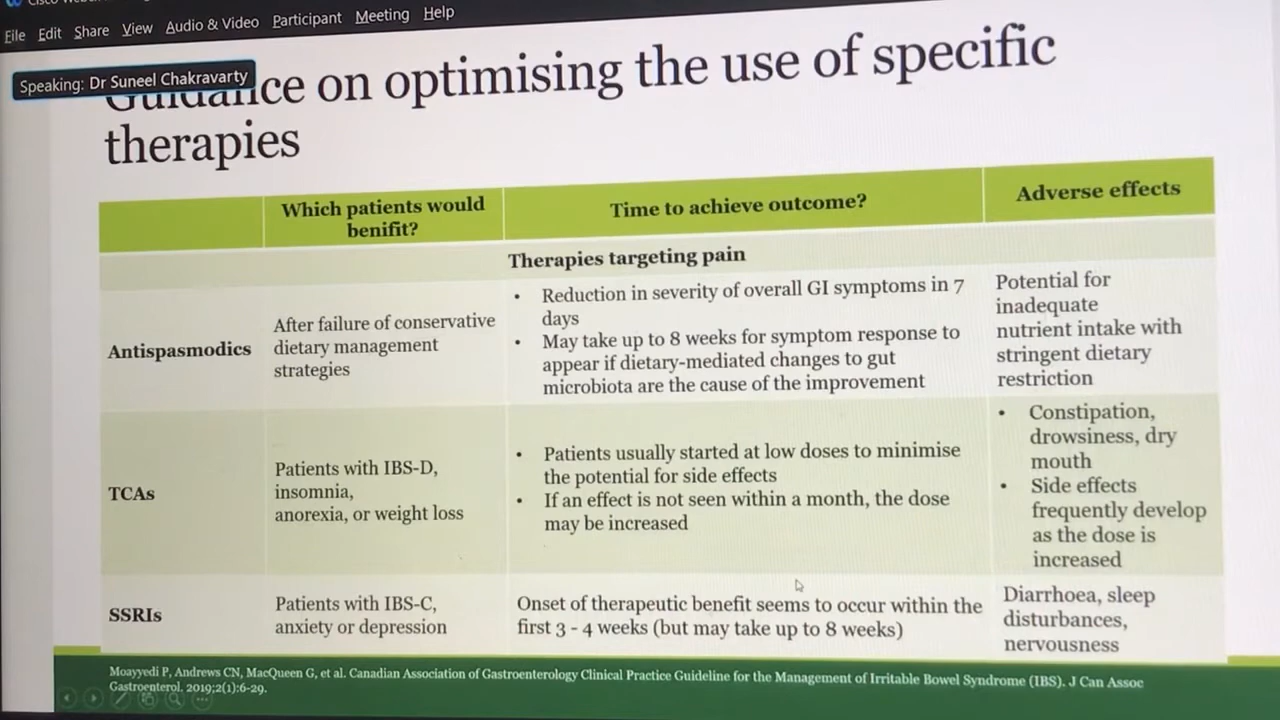 File Edit Share View Audio & Video Participant Meeting Help
Speaking: Dr Suneel Chakravarty
Guidance on optimising the use of specific
therapies
Which patients would
benifit?
Time to achieve outcome?
Adverse effects
Therapies targeting pain
Antispasmodics
After failure of conservative
dietary management
strategies
• Reduction in severity of overall GI symptoms in 7
days
• May take up to 8 weeks for symptom response to
appear if dietary-mediated changes to gut
microbiota are the cause of the improvement
Potential for
inadequate
nutrient intake with
stringent dietary
restriction
TCAs
Patients with IBS-D,
insomnia,
anorexia, or weight loss
• Patients usually started at low doses to minimise
the potential for side effects
• If an effect is not seen within a month, the dose
may be increased
• Constipation,
drowsiness, dry
mouth
• Side effects
frequently develop
as the dose is
increased
SSRIs
Patients with IBS-C,
anxiety or depression
Onset of therapeutic benefit seems to occur within the
first 3 - 4 weeks (but may take up to 8 weeks)
Diarrhoea, sleep
disturbances,
nervousness
Moayyedi P, Andrews CN, MacQueen G, et al. Canadian Association of Gastroenterology Clinical Practice Guideline for the Management of Irritable Bowel Syndrome (IBS). J Can Assoc
Gastroenterol. 2019;2(1):6-29.